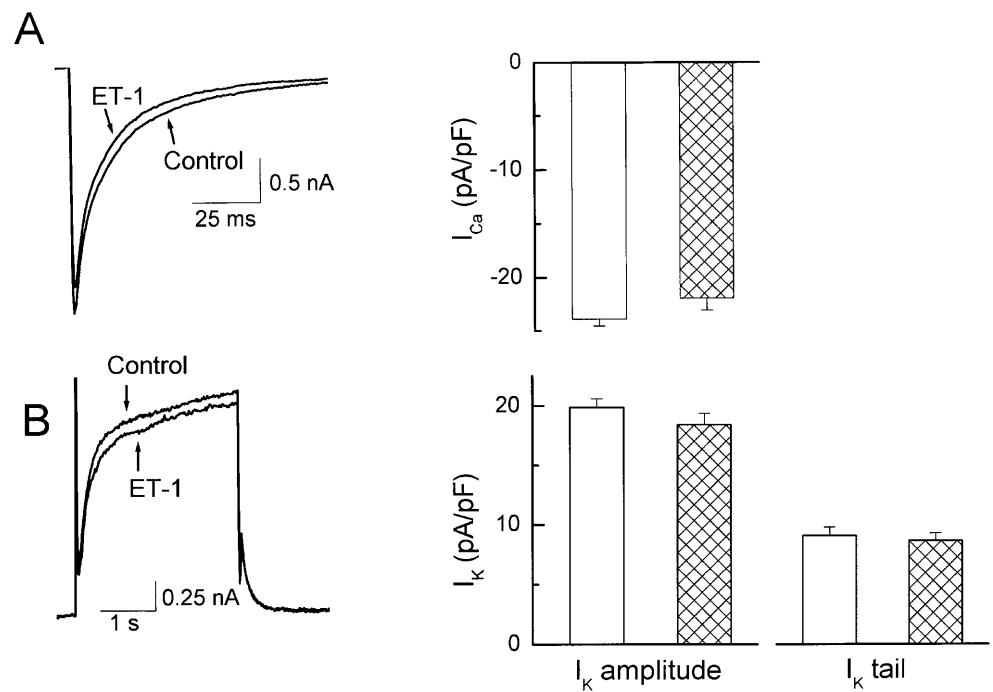 A
ET-1
Control
0.5 nA
25 ms
0
-10
-20
I_Ca (pA/pF)
B
Control
ET-1
0.25 nA
1 s
20
10
0
I_K (pA/pF)
I_K amplitude
I_K tail